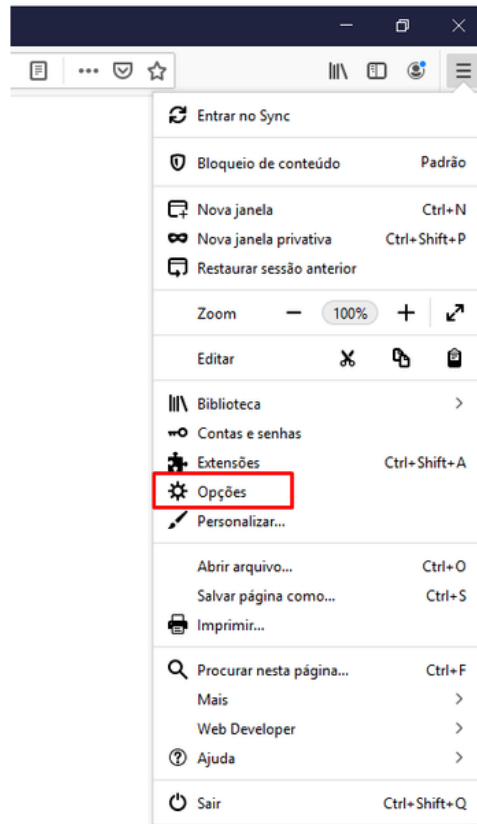 Entrar no Sync
Bloqueio de conteúdo Padrão
Nova janela Ctrl+N
Nova janela privativa Ctrl+Shift+P
Restaurar sessão anterior
Zoom 100%
Editar
Biblioteca
Contas e senhas
Extensões Ctrl+Shift+A
Opções
Personalizar...
Abrir arquivo... Ctrl+O
Salvar página como... Ctrl+S
Imprimir...
Procurar nesta página... Ctrl+F
Mais
Web Developer
Ajuda
Sair Ctrl+Shift+Q